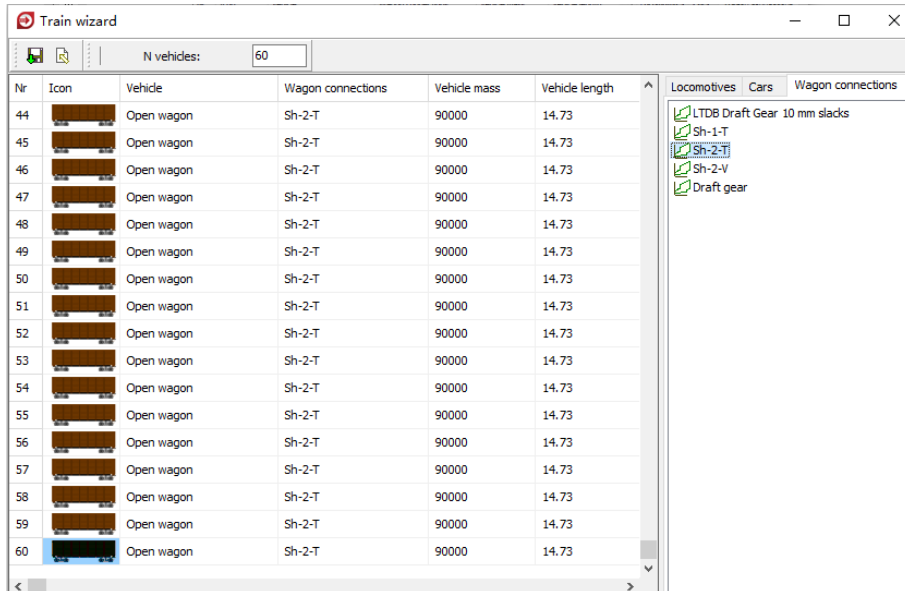 Train wizard
N vehicles: 60
Nr Icon Vehicle Wagon connections Vehicle mass Vehicle length
44 Open wagon Sh-2-T 90000 14.73
45 Open wagon Sh-2-T 90000 14.73
46 Open wagon Sh-2-T 90000 14.73
47 Open wagon Sh-2-T 90000 14.73
48 Open wagon Sh-2-T 90000 14.73
49 Open wagon Sh-2-T 90000 14.73
50 Open wagon Sh-2-T 90000 14.73
51 Open wagon Sh-2-T 90000 14.73
52 Open wagon Sh-2-T 90000 14.73
53 Open wagon Sh-2-T 90000 14.73
54 Open wagon Sh-2-T 90000 14.73
55 Open wagon Sh-2-T 90000 14.73
56 Open wagon Sh-2-T 90000 14.73
57 Open wagon Sh-2-T 90000 14.73
58 Open wagon Sh-2-T 90000 14.73
59 Open wagon Sh-2-T 90000 14.73
60 Open wagon Sh-2-T 90000 14.73
Locomotives Cars Wagon connections
LTDB Draft Gear 10 mm slacks
Sh-1-T
Sh-2-T
Sh-2-V
Draft gear